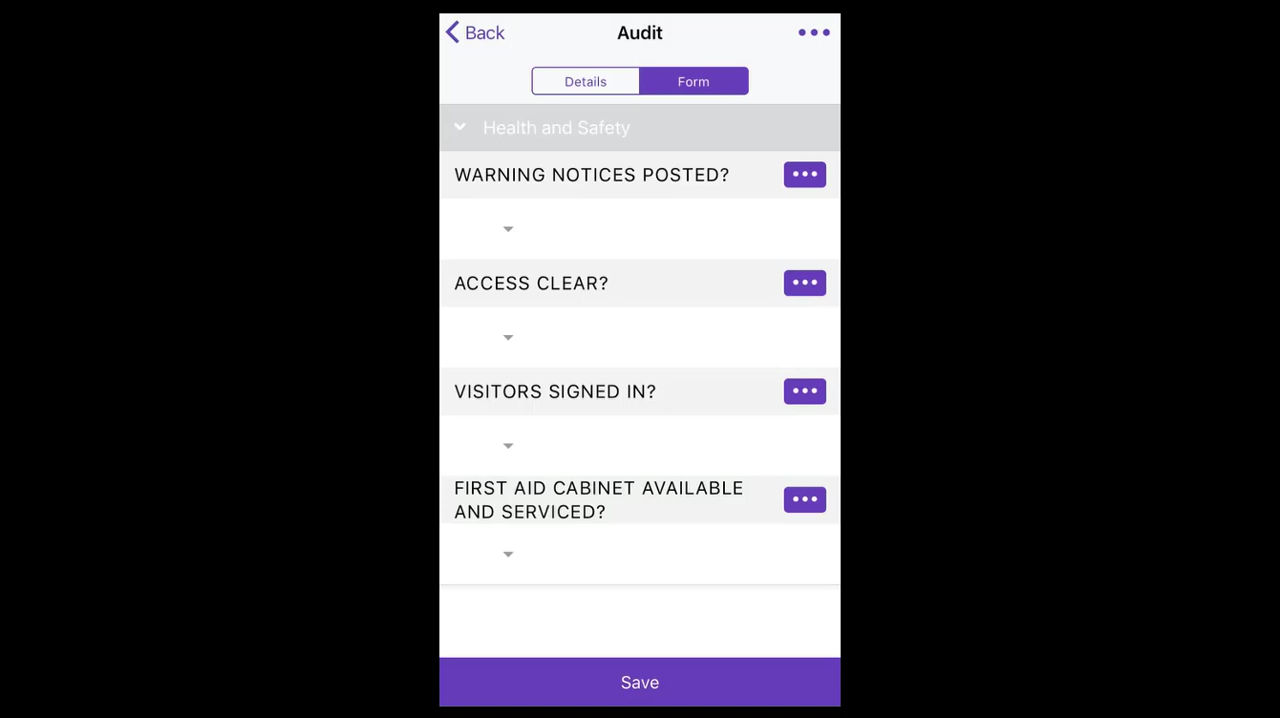 Back
Audit
Details
Form
Health and Safety
WARNING NOTICES POSTED?
ACCESS CLEAR?
VISITORS SIGNED IN?
FIRST AID CABINET AVAILABLE
AND SERVICED?
Save